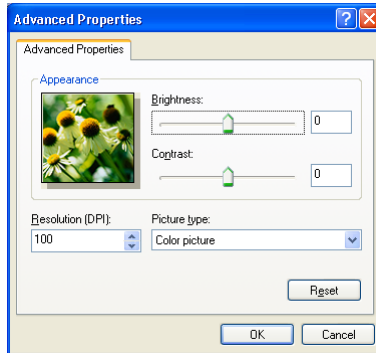 Advanced Properties
Advanced Properties
Appearance
Brightness:
0
Contrast:
0
Resolution (DPI):
100
Picture type:
Color picture
Reset
OK
Cancel